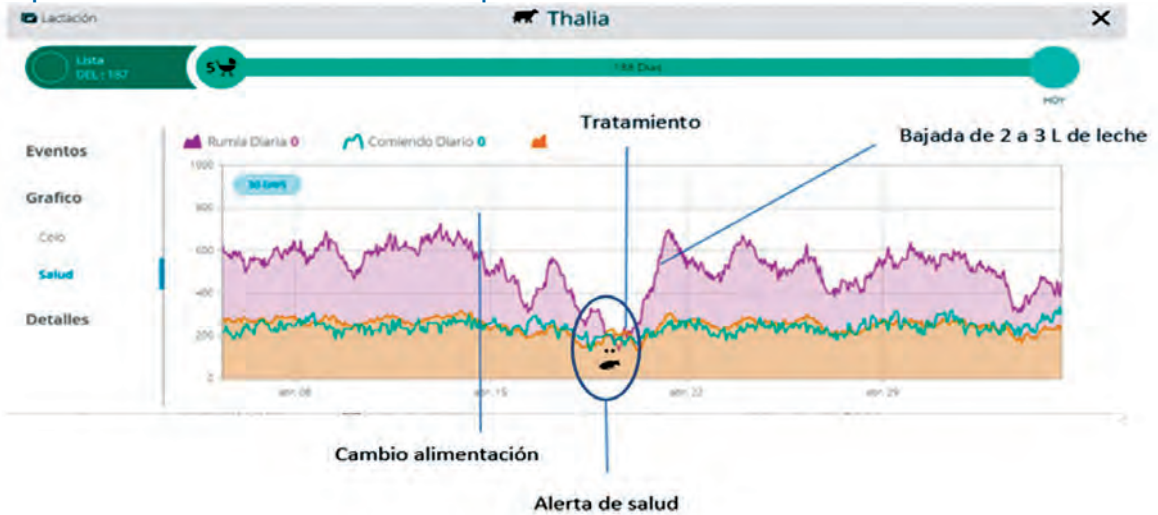 Lactación
Thalia
Lista
DEL: 187
5
188 Días
HOY
Tratamiento
Bajada de 2 a 3 L de leche
Rumia Diaria 0
Comiendo Diario 0
Eventos
Grafico
Celo
Salud
Detalles
30 DAYS
1000
800
600
400
200
0
abr. 08
abr. 15
abr. 22
abr. 29
Cambio alimentación
Alerta de salud